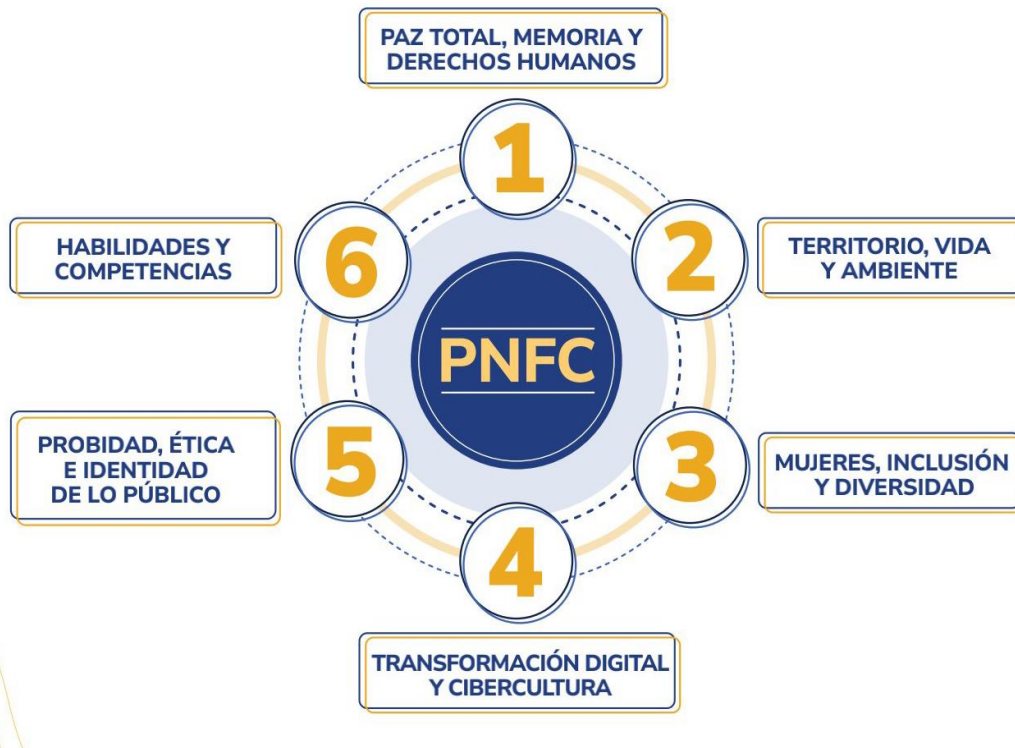 PAZ TOTAL, MEMORIA Y
DERECHOS HUMANOS
1
2
TERRITORIO, VIDA
Y AMBIENTE
3
MUJERES, INCLUSIÓN
Y DIVERSIDAD
4
TRANSFORMACIÓN DIGITAL
Y CIBERCULTURA
5
PROBIDAD, ÉTICA
E IDENTIDAD
DE LO PÚBLICO
6
HABILIDADES Y
COMPETENCIAS
PNFC